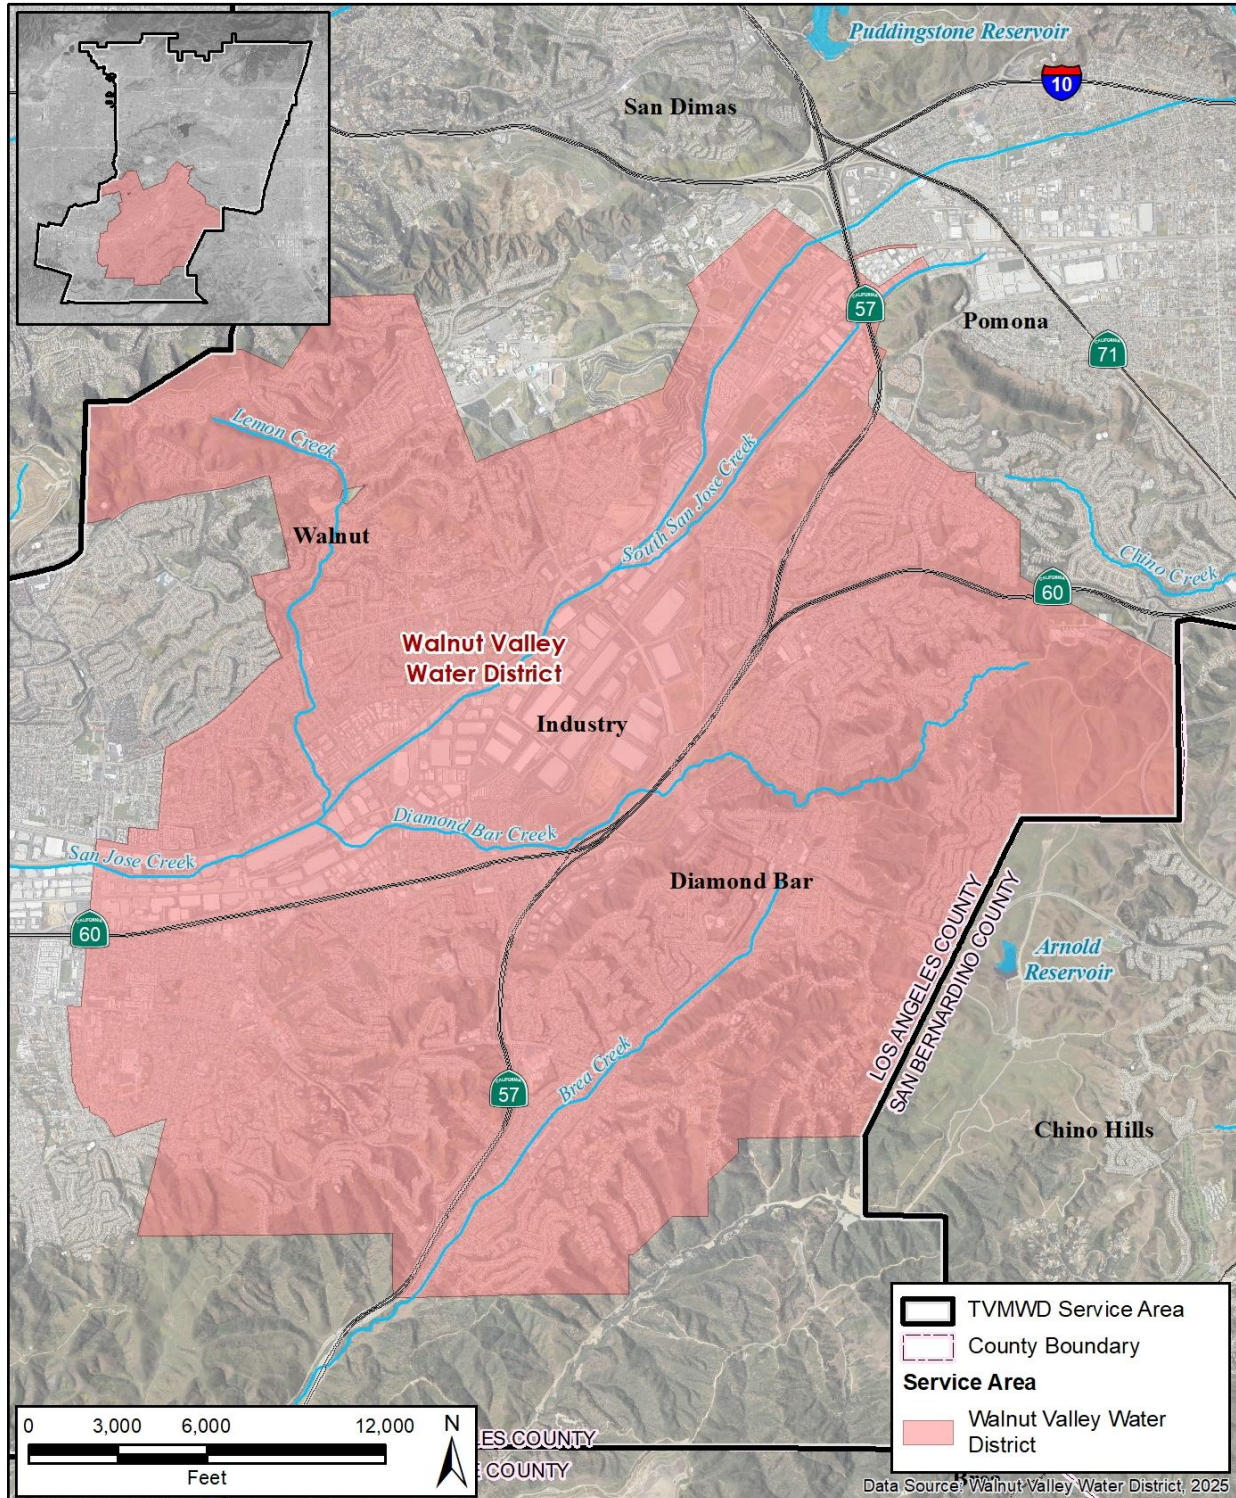 Puddingstone Reservoir
10
San Dimas
57
Pomona
71
Lemon Creek
South San Jose Creek
Walnut
Chino Creek
60
Walnut Valley
Water District
Industry
Diamond Bar Creek
San Jose Creek
Diamond Bar
60
Arnold
Reservoir
LOS ANGELES COUNTY
SAN BERNARDINO COUNTY
Brea Creek
57
Chino Hills
TVMWD Service Area
County Boundary
Service Area
Walnut Valley Water
District
0 3,000 6,000 12,000
Feet
N
LES COUNTY
E COUNTY
Data Source: Walnut Valley Water District, 2025